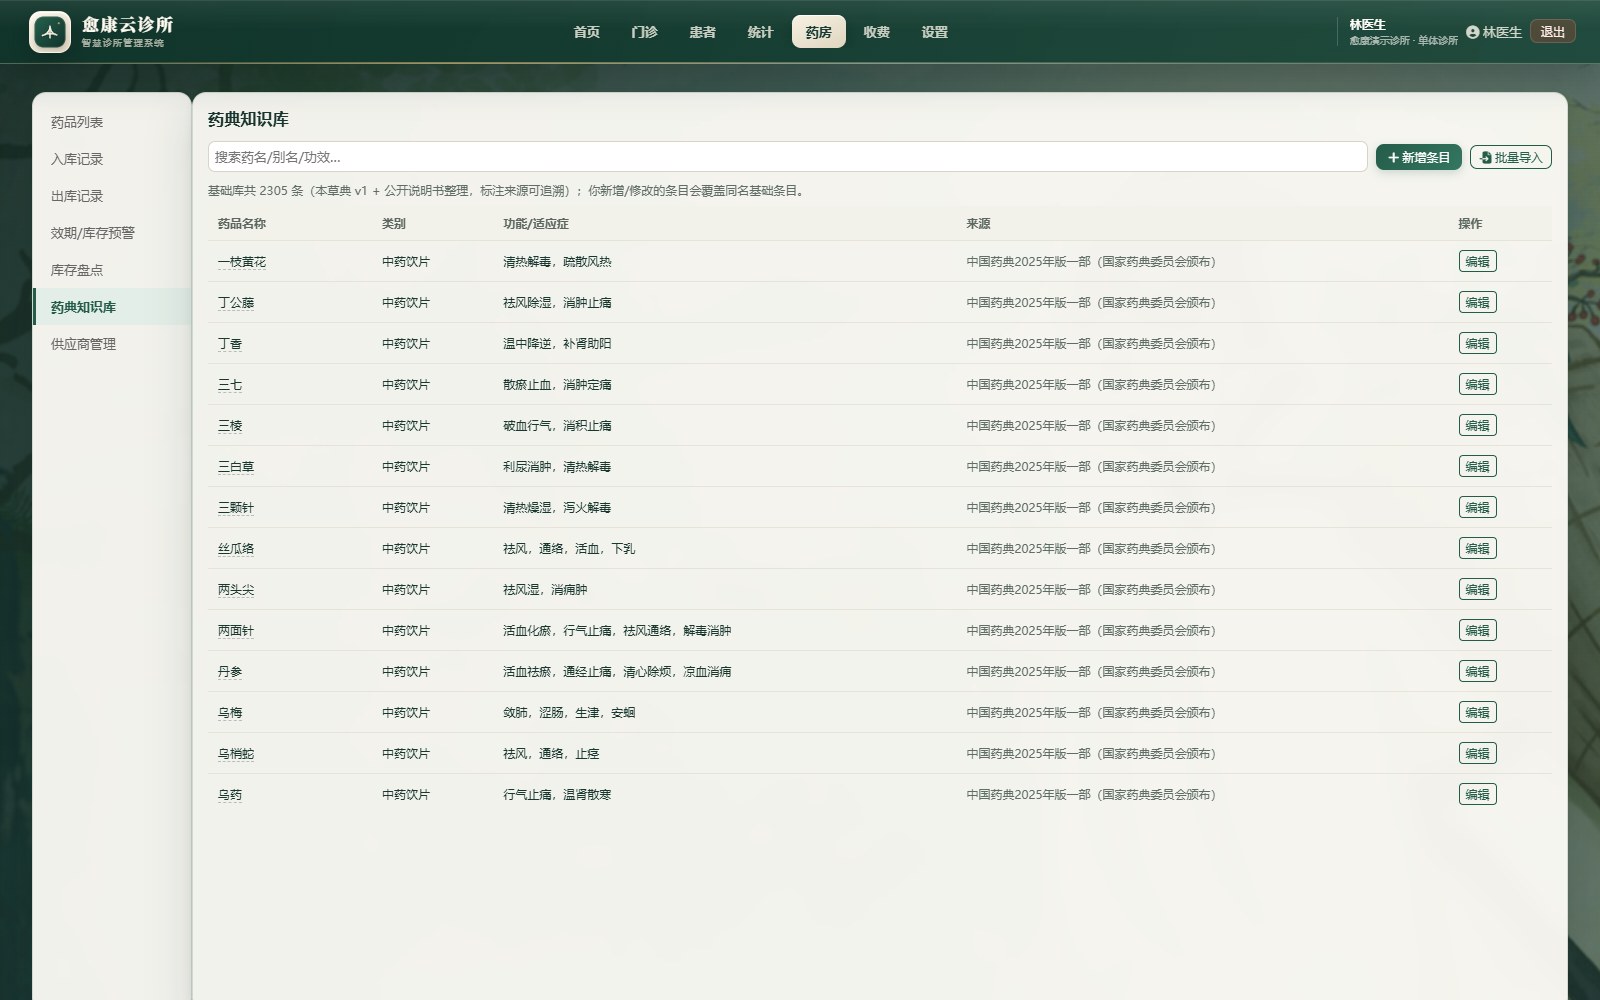 愈康云诊所
智慧诊所管理系统
首页 门诊 患者 统计 药房 收费 设置
林医生
愈康演示诊所 · 单体诊所
林医生
退出
药品列表
入库记录
出库记录
效期/库存预警
库存盘点
药典知识库
供应商管理
药典知识库
搜索药名/别名/功效...
新增条目
批量导入
基础库共 2305 条（本草典 v1 + 公开说明书整理，标注来源可追溯）；你新增/修改的条目会覆盖同名基础条目。
药品名称 类别 功能/适应症 来源 操作
一枝黄花 中药饮片 清热解毒，疏散风热 中国药典2025年版一部（国家药典委员会颁布） 编辑
丁公藤 中药饮片 祛风除湿，消肿止痛 中国药典2025年版一部（国家药典委员会颁布） 编辑
丁香 中药饮片 温中降逆，补肾助阳 中国药典2025年版一部（国家药典委员会颁布） 编辑
三七 中药饮片 散瘀止血，消肿定痛 中国药典2025年版一部（国家药典委员会颁布） 编辑
三棱 中药饮片 破血行气，消积止痛 中国药典2025年版一部（国家药典委员会颁布） 编辑
三白草 中药饮片 利尿消肿，清热解毒 中国药典2025年版一部（国家药典委员会颁布） 编辑
三颗针 中药饮片 清热燥湿，泻火解毒 中国药典2025年版一部（国家药典委员会颁布） 编辑
丝瓜络 中药饮片 祛风，通络，活血，下乳 中国药典2025年版一部（国家药典委员会颁布） 编辑
两头尖 中药饮片 祛风湿，消痈肿 中国药典2025年版一部（国家药典委员会颁布） 编辑
两面针 中药饮片 活血化瘀，行气止痛，祛风通络，解毒消肿 中国药典2025年版一部（国家药典委员会颁布） 编辑
丹参 中药饮片 活血祛瘀，通经止痛，清心除烦，凉血消痈 中国药典2025年版一部（国家药典委员会颁布） 编辑
乌梅 中药饮片 敛肺，涩肠，生津，安蛔 中国药典2025年版一部（国家药典委员会颁布） 编辑
乌梢蛇 中药饮片 祛风，通络，止痉 中国药典2025年版一部（国家药典委员会颁布） 编辑
乌药 中药饮片 行气止痛，温肾散寒 中国药典2025年版一部（国家药典委员会颁布） 编辑